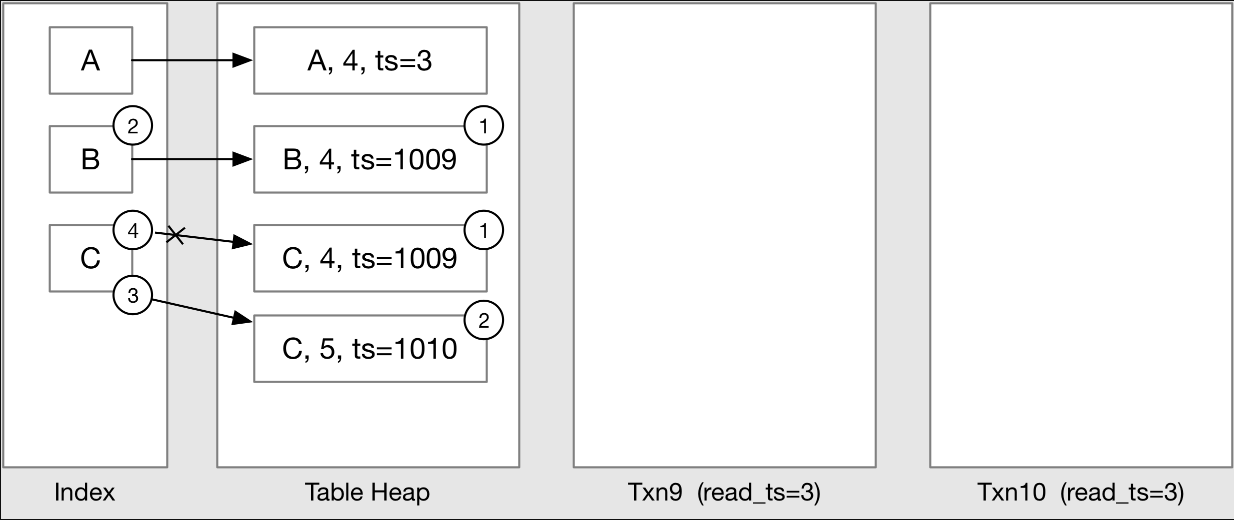 A
A, 4, ts=3
2
1
B
B, 4, ts=1009
4
1
C
C, 4, ts=1009
3
2
C, 5, ts=1010
Index
Table Heap
Txn9 (read_ts=3)
Txn10 (read_ts=3)